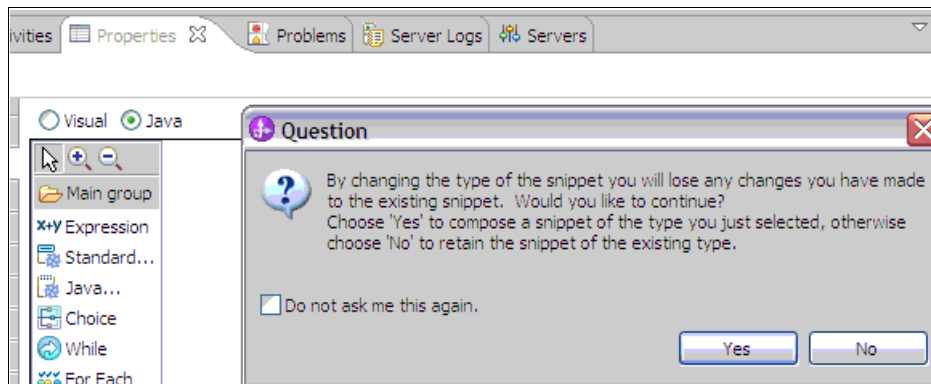 ivities Properties Problems Server Logs Servers
Visual Java
Question
Main group
x+y Expression
Standard...
Java...
Choice
While
For Each
By changing the type of the snippet you will lose any changes you have made
to the existing snippet. Would you like to continue?
Choose 'Yes' to compose a snippet of the type you just selected, otherwise
choose 'No' to retain the snippet of the existing type.
Do not ask me this again.
Yes No